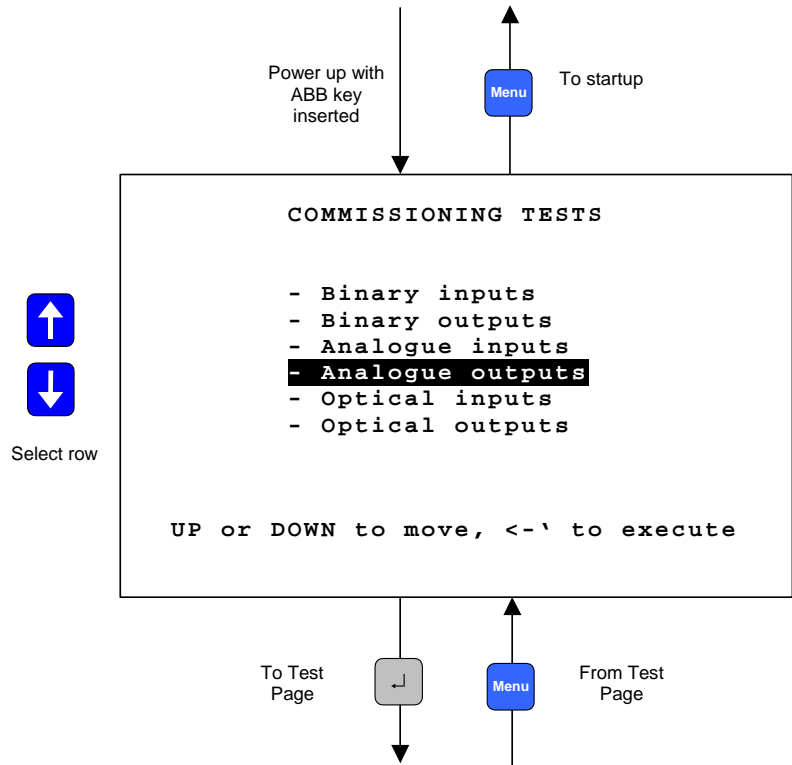 Power up with
ABB key
inserted
Menu
To startup
COMMISSIONING TESTS
- Binary inputs
- Binary outputs
- Analogue inputs
- Analogue outputs
- Optical inputs
- Optical outputs
Select row
UP or DOWN to move, <-‛ to execute
To Test
Page
Menu
From Test
Page